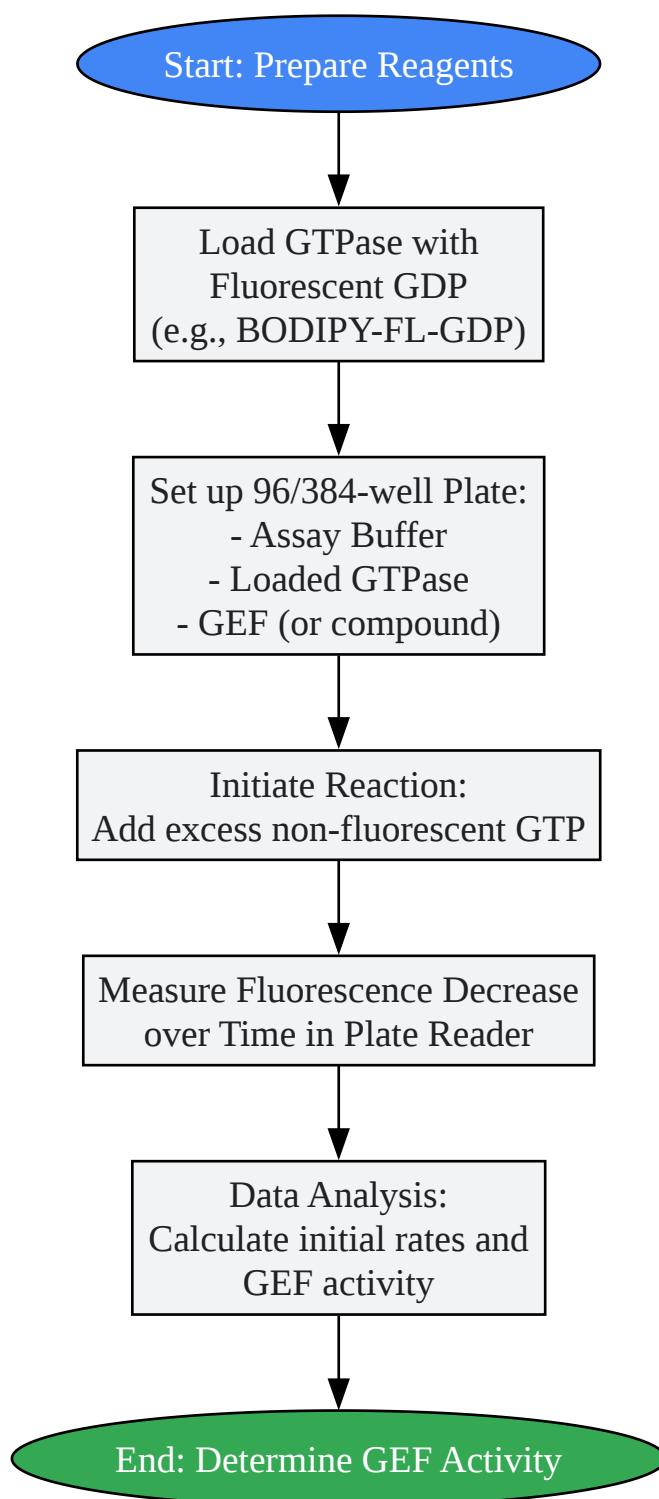 Start: Prepare Reagents
Load GTPase with
Fluorescent GDP
(e.g., BODIPY-FL-GDP)
Set up 96/384-well Plate:
- Assay Buffer
- Loaded GTPase
- GEF (or compound)
Initiate Reaction:
Add excess non-fluorescent GTP
Measure Fluorescence Decrease
over Time in Plate Reader
Data Analysis:
Calculate initial rates and
GEF activity
End: Determine GEF Activity